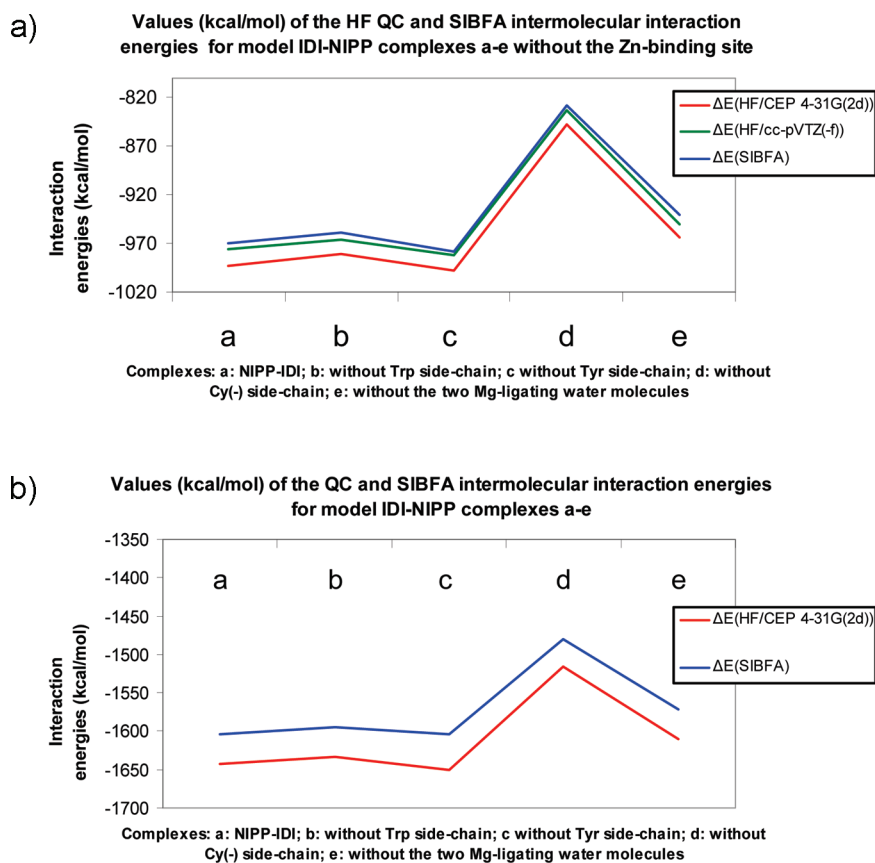 a)
Values (kcal/mol) of the HF QC and SIBFA intermolecular interaction
energies for model IDI-NIPP complexes a-e without the Zn-binding site
-820
-870
-920
-970
-1020
Interaction
energies (kcal/mol)
ΔE(HF/CEP 4-31G(2d))
ΔE(HF/cc-pVTZ(-f))
ΔE(SIBFA)
a b c d e
Complexes: a: NIPP-IDI; b: without Trp side-chain; c without Tyr side-chain; d: without
Cy(-) side-chain; e: without the two Mg-ligating water molecules
b)
Values (kcal/mol) of the QC and SIBFA intermolecular interaction energies
for model IDI-NIPP complexes a-e
-1350
-1400
-1450
-1500
-1550
-1600
-1650
-1700
Interaction
energies (kcal/mol)
a b c d e
ΔE(HF/CEP 4-31G(2d))
ΔE(SIBFA)
Complexes: a: NIPP-IDI; b: without Trp side-chain; c without Tyr side-chain; d: without
Cy(-) side-chain; e: without the two Mg-ligating water molecules